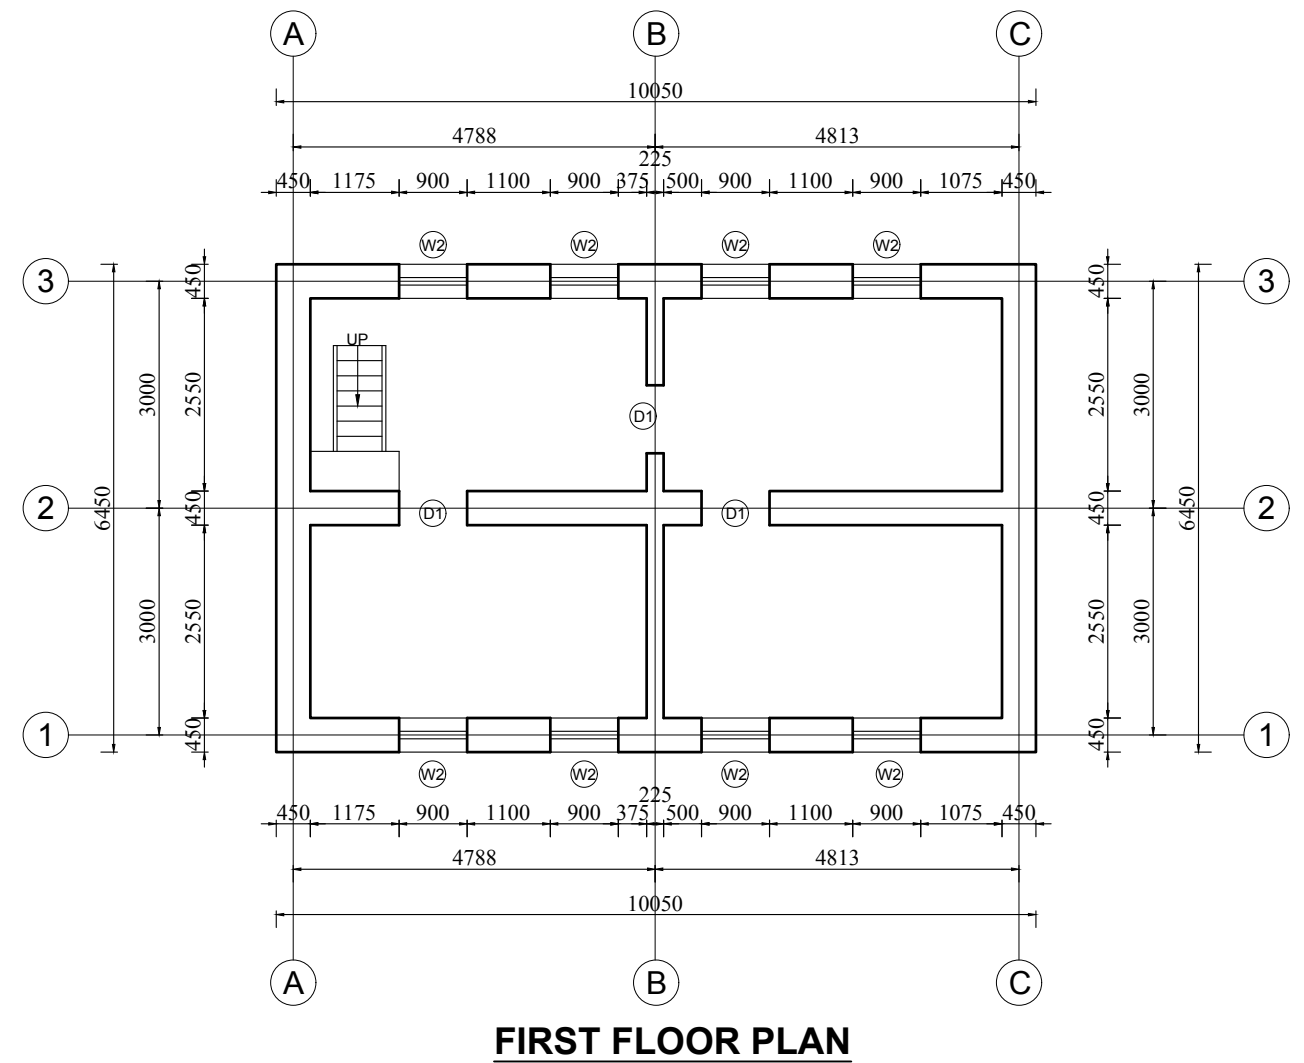 A B C
10050
4788 4813
225
450 1175 900 1100 900 375 500 900 1100 900 1075 450
W2 W2 W2 W2
3 450 450 3
UP
3000 2550 2550 3000
D1
2 6450 450 D1 D1 450 6450 2
3000 2550 2550 3000
1 450 450 1
W2 W2 W2 W2
225
450 1175 900 1100 900 375 500 900 1100 900 1075 450
4788 4813
10050
A B C
FIRST FLOOR PLAN